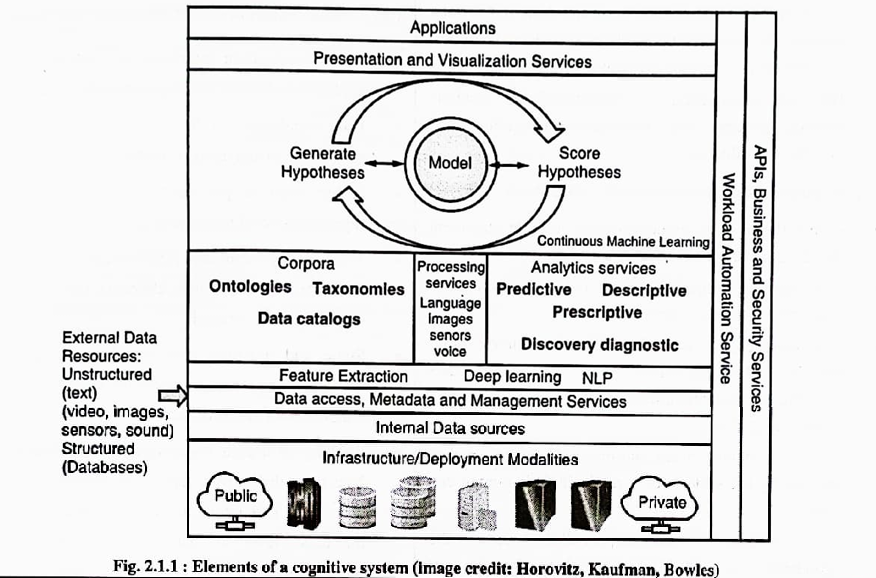 Applications
Presentation and Visualization Services
Generate
Hypotheses
Model
Score
Hypotheses
Continuous Machine Learning
Corpora
Ontologies Taxonomies
Data catalogs
Processing
services
Language
images
senors
voice
Analytics services
Predictive Descriptive
Prescriptive
Discovery diagnostic
External Data
Resources:
Unstructured
(text)
(video, images,
sensors, sound)
Structured
(Databases)
Feature Extraction Deep learning NLP
Data access, Metadata and Management Services
Internal Data sources
Infrastructure/Deployment Modalities
Public
Private
Workload Automation Service
APIs, Business and Security Services
Fig. 2.1.1 : Elements of a cognitive system (Image credit: Horovitz, Kaufman, Bowles)